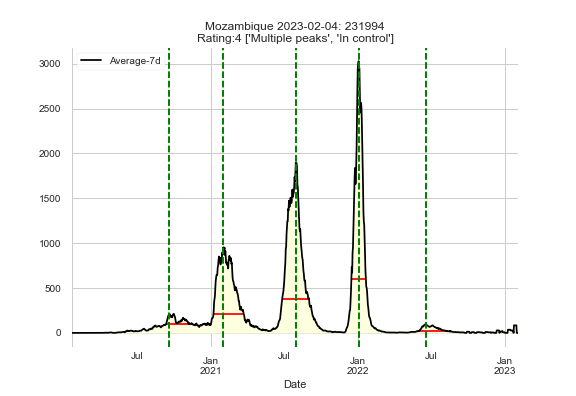 Mozambique 2023-02-04: 231994
Rating:4 ['Multiple peaks', 'In control']
Average-7d
3000
2500
2000
1500
1000
500
0
Jul
Jan
2021
Jul
Jan
2022
Jul
Jan
2023
Date